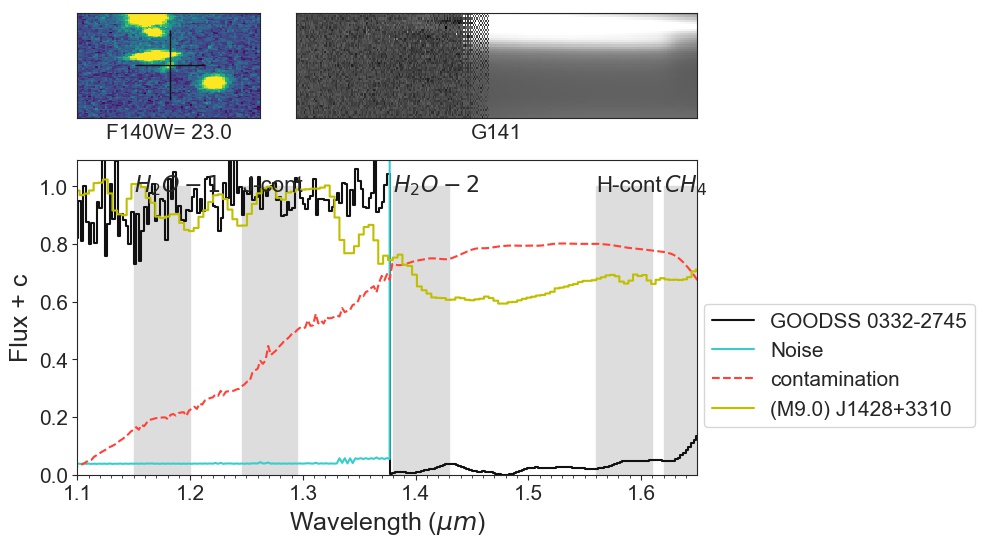 F140W= 23.0
G141
H₂O − 1
J-cont
H₂O − 2
H-cont
CH₄
1.0
0.8
0.6
0.4
0.2
0.0
Flux + c
1.1
1.2
1.3
1.4
1.5
1.6
Wavelength (μm)
GOODSS 0332-2745
Noise
contamination
(M9.0) J1428+3310